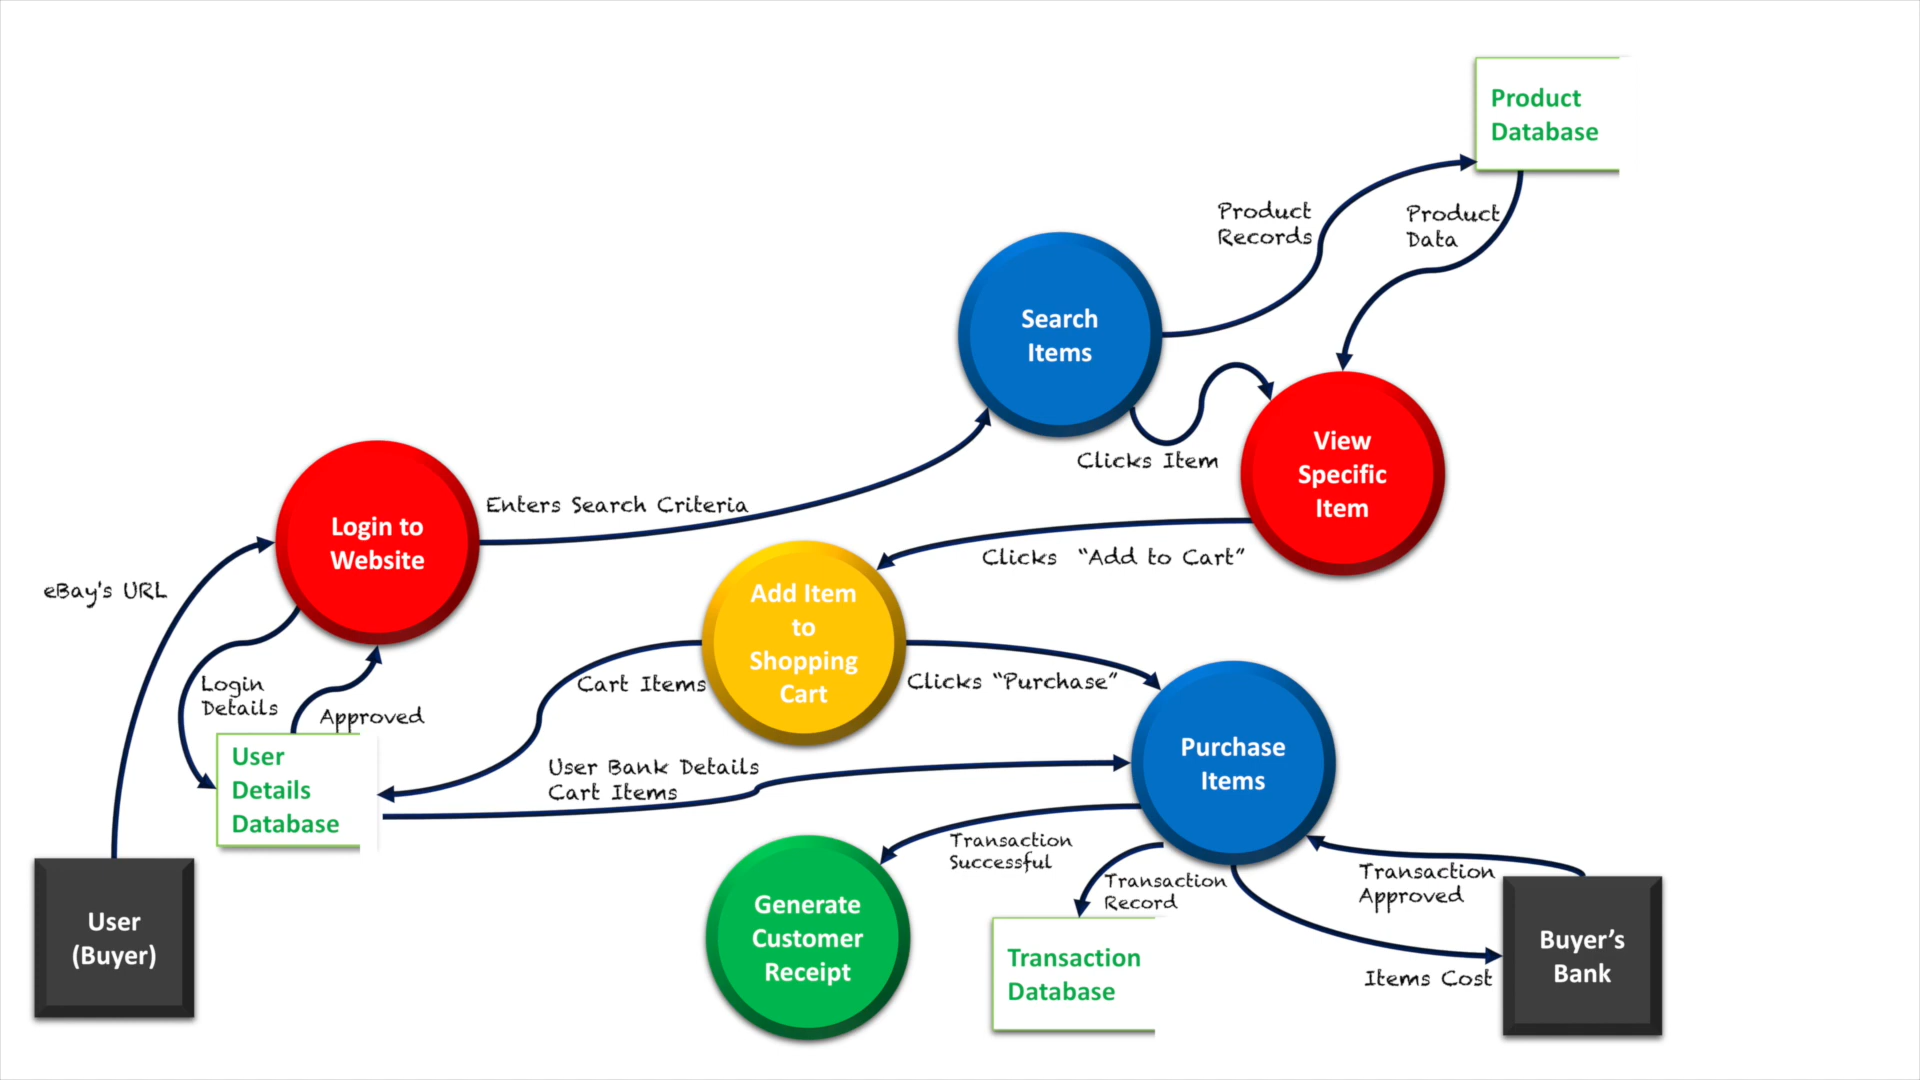 Product
Database
Product
Records
Product
Data
Search
Items
Clicks Item
View
Specific
Item
Enters Search Criteria
Login to
Website
eBay's URL
Clicks “Add to Cart”
Add Item
to
Shopping
Cart
Login
Details
Approved
Cart Items
Clicks “Purchase”
User
Details
Database
User Bank Details
Cart Items
Purchase
Items
Transaction
Successful
Transaction
Record
Transaction
Approved
User
(Buyer)
Generate
Customer
Receipt
Transaction
Database
Items Cost
Buyer’s
Bank